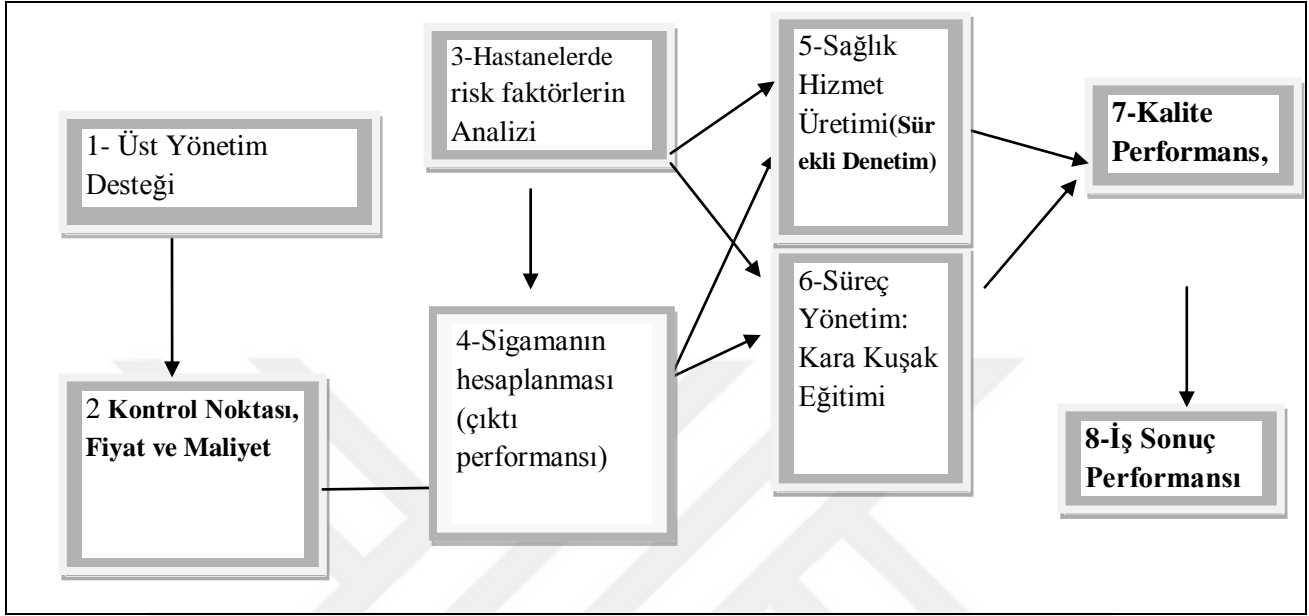 1- Üst Yönetim
Desteği
2 Kontrol Noktası,
Fiyat ve Maliyet
3-Hastanelerde
risk faktörlerin
Analizi
4-Sigamanın
hesaplanması
(çıktı
performansı)
5-Sağlık
Hizmet
Üretimi(Sür
ekli Denetim)
6-Süreç
Yönetim:
Kara Kuşak
Eğitimi
7-Kalite
Performans,
8-İş Sonuç
Performansı